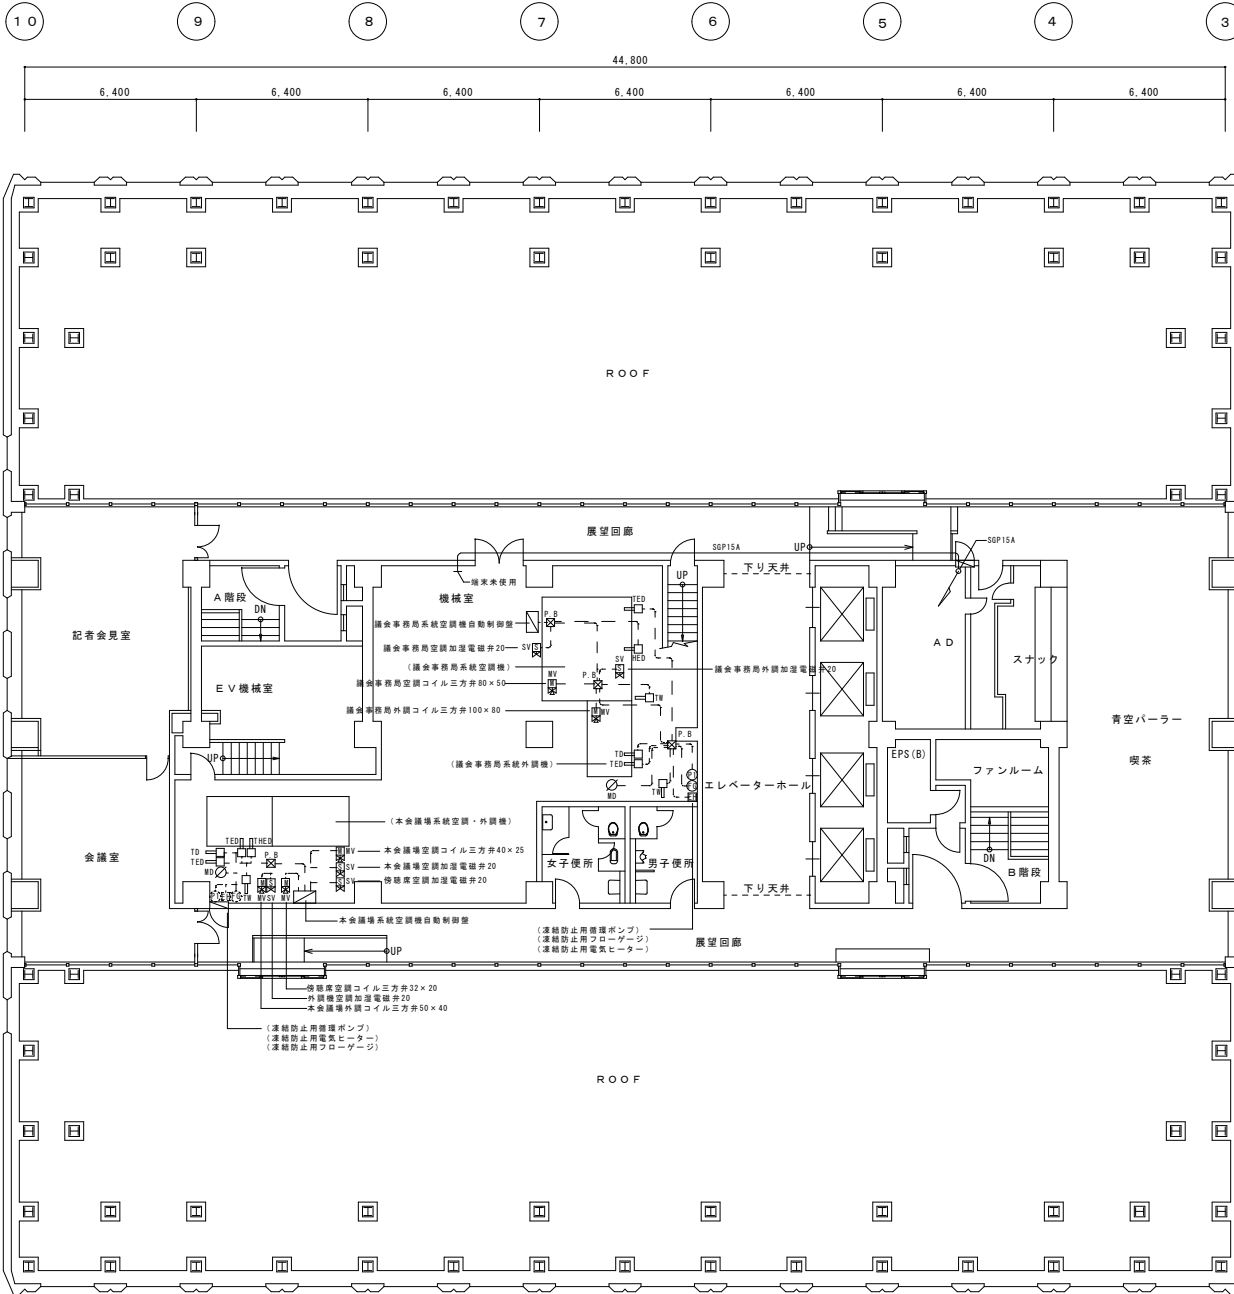 10 9 8 7 6 5 4 3
44,800
6,400 6,400 6,400 6,400 6,400 6,400 6,400
ROOF
展望回廊
SGP15A
UP
SGP15A
下り天井
端末未使用
機械室
UP
A階段
DN
TED
P.B
議会事務局系統空調機自動制御盤
記者会見室
AD
議会事務局空調加湿電磁弁20
SV
S
HED
スナック
(議会事務局系統空調機)
SV
S
議会事務局外調加湿電磁弁20
EV機械室
MV
M
P.B
議会事務局空調コイル三方弁80×50
TW
議会事務局外調コイル三方弁100×80
M
MV
青空パーラー
喫茶
P.B
UP
TD
TED
EPS(B)
(議会事務局系統外調機)
ファンルーム
MD
TW
エレベーターホール
(本会議場系統空調・外調機)
TED THED
TD
TED
P.B
M
MV
本会議場空調コイル三方弁40×25
会議室
女子便所
男子便所
DN
MD
S
SV
本会議場空調加湿電磁弁20
B階段
S
SV
傍聴席空調加湿電磁弁20
M S M
下り天井
TW MV SV MV
本会議場系統空調機自動制御盤
(凍結防止用循環ポンプ)
(凍結防止用フローゲージ)
(凍結防止用電気ヒーター)
展望回廊
UP
傍聴席空調コイル三方弁32×20
外調機空調加湿電磁弁20
本会議場外調コイル三方弁50×40
(凍結防止用循環ポンプ)
(凍結防止用電気ヒーター)
(凍結防止用フローゲージ)
ROOF